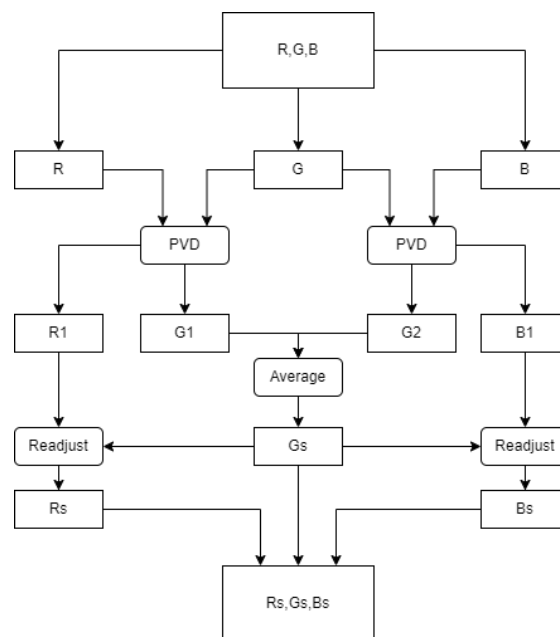 R,G,B
R
G
B
PVD
PVD
R1
G1
G2
B1
Average
Readjust
Gs
Readjust
Rs
Bs
Rs,Gs,Bs